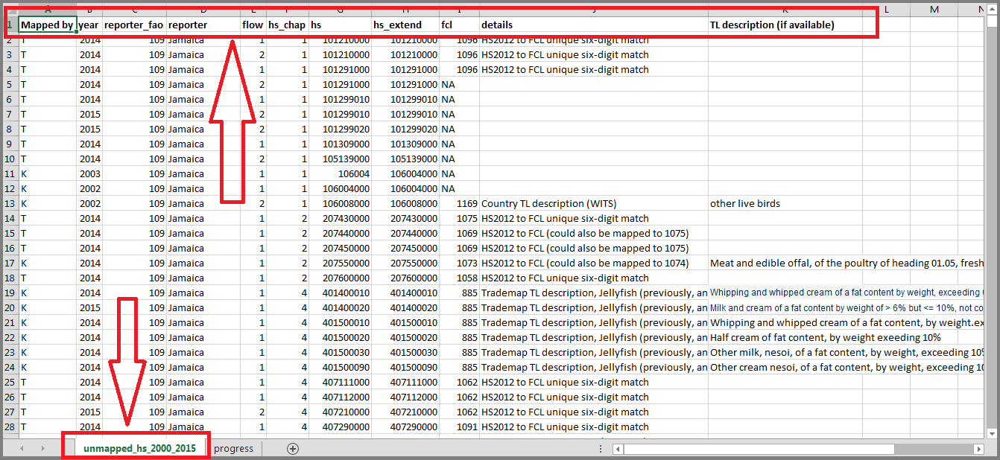 A B C D E F G H I J K L M N
1 Mapped by year reporter_fao reporter flow hs_chap hs hs_extend fcl details TL description (if available)
2 T 2014 109 Jamaica 1 1 101210000 101210000 1096 HS2012 to FCL unique six-digit match
3 T 2014 109 Jamaica 2 1 101210000 101210000 1096 HS2012 to FCL unique six-digit match
4 T 2014 109 Jamaica 1 1 101291000 101291000 1096 HS2012 to FCL unique six-digit match
5 T 2014 109 Jamaica 2 1 101291000 101291000 NA
6 T 2014 109 Jamaica 1 1 101299010 101299010 NA
7 T 2015 109 Jamaica 2 1 101299010 101299010 NA
8 T 2015 109 Jamaica 2 1 101299020 101299020 NA
9 T 2014 109 Jamaica 1 1 101309000 101309000 NA
10 T 2014 109 Jamaica 2 1 105139000 105139000 NA
11 K 2003 109 Jamaica 1 1 106004 106004000 NA
12 K 2002 109 Jamaica 1 1 106004000 106004000 NA
13 K 2002 109 Jamaica 2 1 106008000 106008000 1169 Country TL description (WITS) other live birds
14 T 2014 109 Jamaica 1 2 207430000 207430000 1075 HS2012 to FCL unique six-digit match
15 T 2014 109 Jamaica 1 2 207440000 207440000 1069 HS2012 to FCL (could also be mapped to 1075)
16 T 2014 109 Jamaica 1 2 207450000 207450000 1069 HS2012 to FCL (could also be mapped to 1075)
17 K 2014 109 Jamaica 1 2 207550000 207550000 1073 HS2012 to FCL (could also be mapped to 1074) Meat and edible offal, of the poultry of heading 01.05, fresh
18 T 2014 109 Jamaica 1 2 207600000 207600000 1058 HS2012 to FCL unique six-digit match
19 K 2014 109 Jamaica 1 4 401400010 401400010 885 Trademap TL description, Jellyfish (previously, an Whipping and whipped cream of a fat content by weight, exceeding
20 K 2015 109 Jamaica 1 4 401400020 401400020 885 Trademap TL description, Jellyfish (previously, an Milk and cream of a fat content by weight of > 6% but <= 10%, not co
21 K 2014 109 Jamaica 1 4 401500010 401500010 885 Trademap TL description, Jellyfish (previously, an Whipping and whipped cream of a fat content, by weight.ex
22 K 2014 109 Jamaica 1 4 401500020 401500020 885 Trademap TL description, Jellyfish (previously, an Half cream of fat content, by weight exeeding 10%
23 K 2014 109 Jamaica 1 4 401500030 401500030 885 Trademap TL description, Jellyfish (previously, an Other milk, nesoi, of a fat content, by weight, exceeding 10%
24 K 2014 109 Jamaica 1 4 401500090 401500090 885 Trademap TL description, Jellyfish (previously, an Other cream nesoi, of a fat content, by weight, exceeding 10
25 T 2014 109 Jamaica 1 4 407111000 407111000 1062 HS2012 to FCL unique six-digit match
26 T 2014 109 Jamaica 1 4 407112000 407112000 1062 HS2012 to FCL unique six-digit match
27 T 2015 109 Jamaica 2 4 407210000 407210000 1062 HS2012 to FCL unique six-digit match
28 T 2014 109 Jamaica 1 4 407290000 407290000 1091 HS2012 to FCL unique six-digit match
unmapped_hs_2000_2015 progress